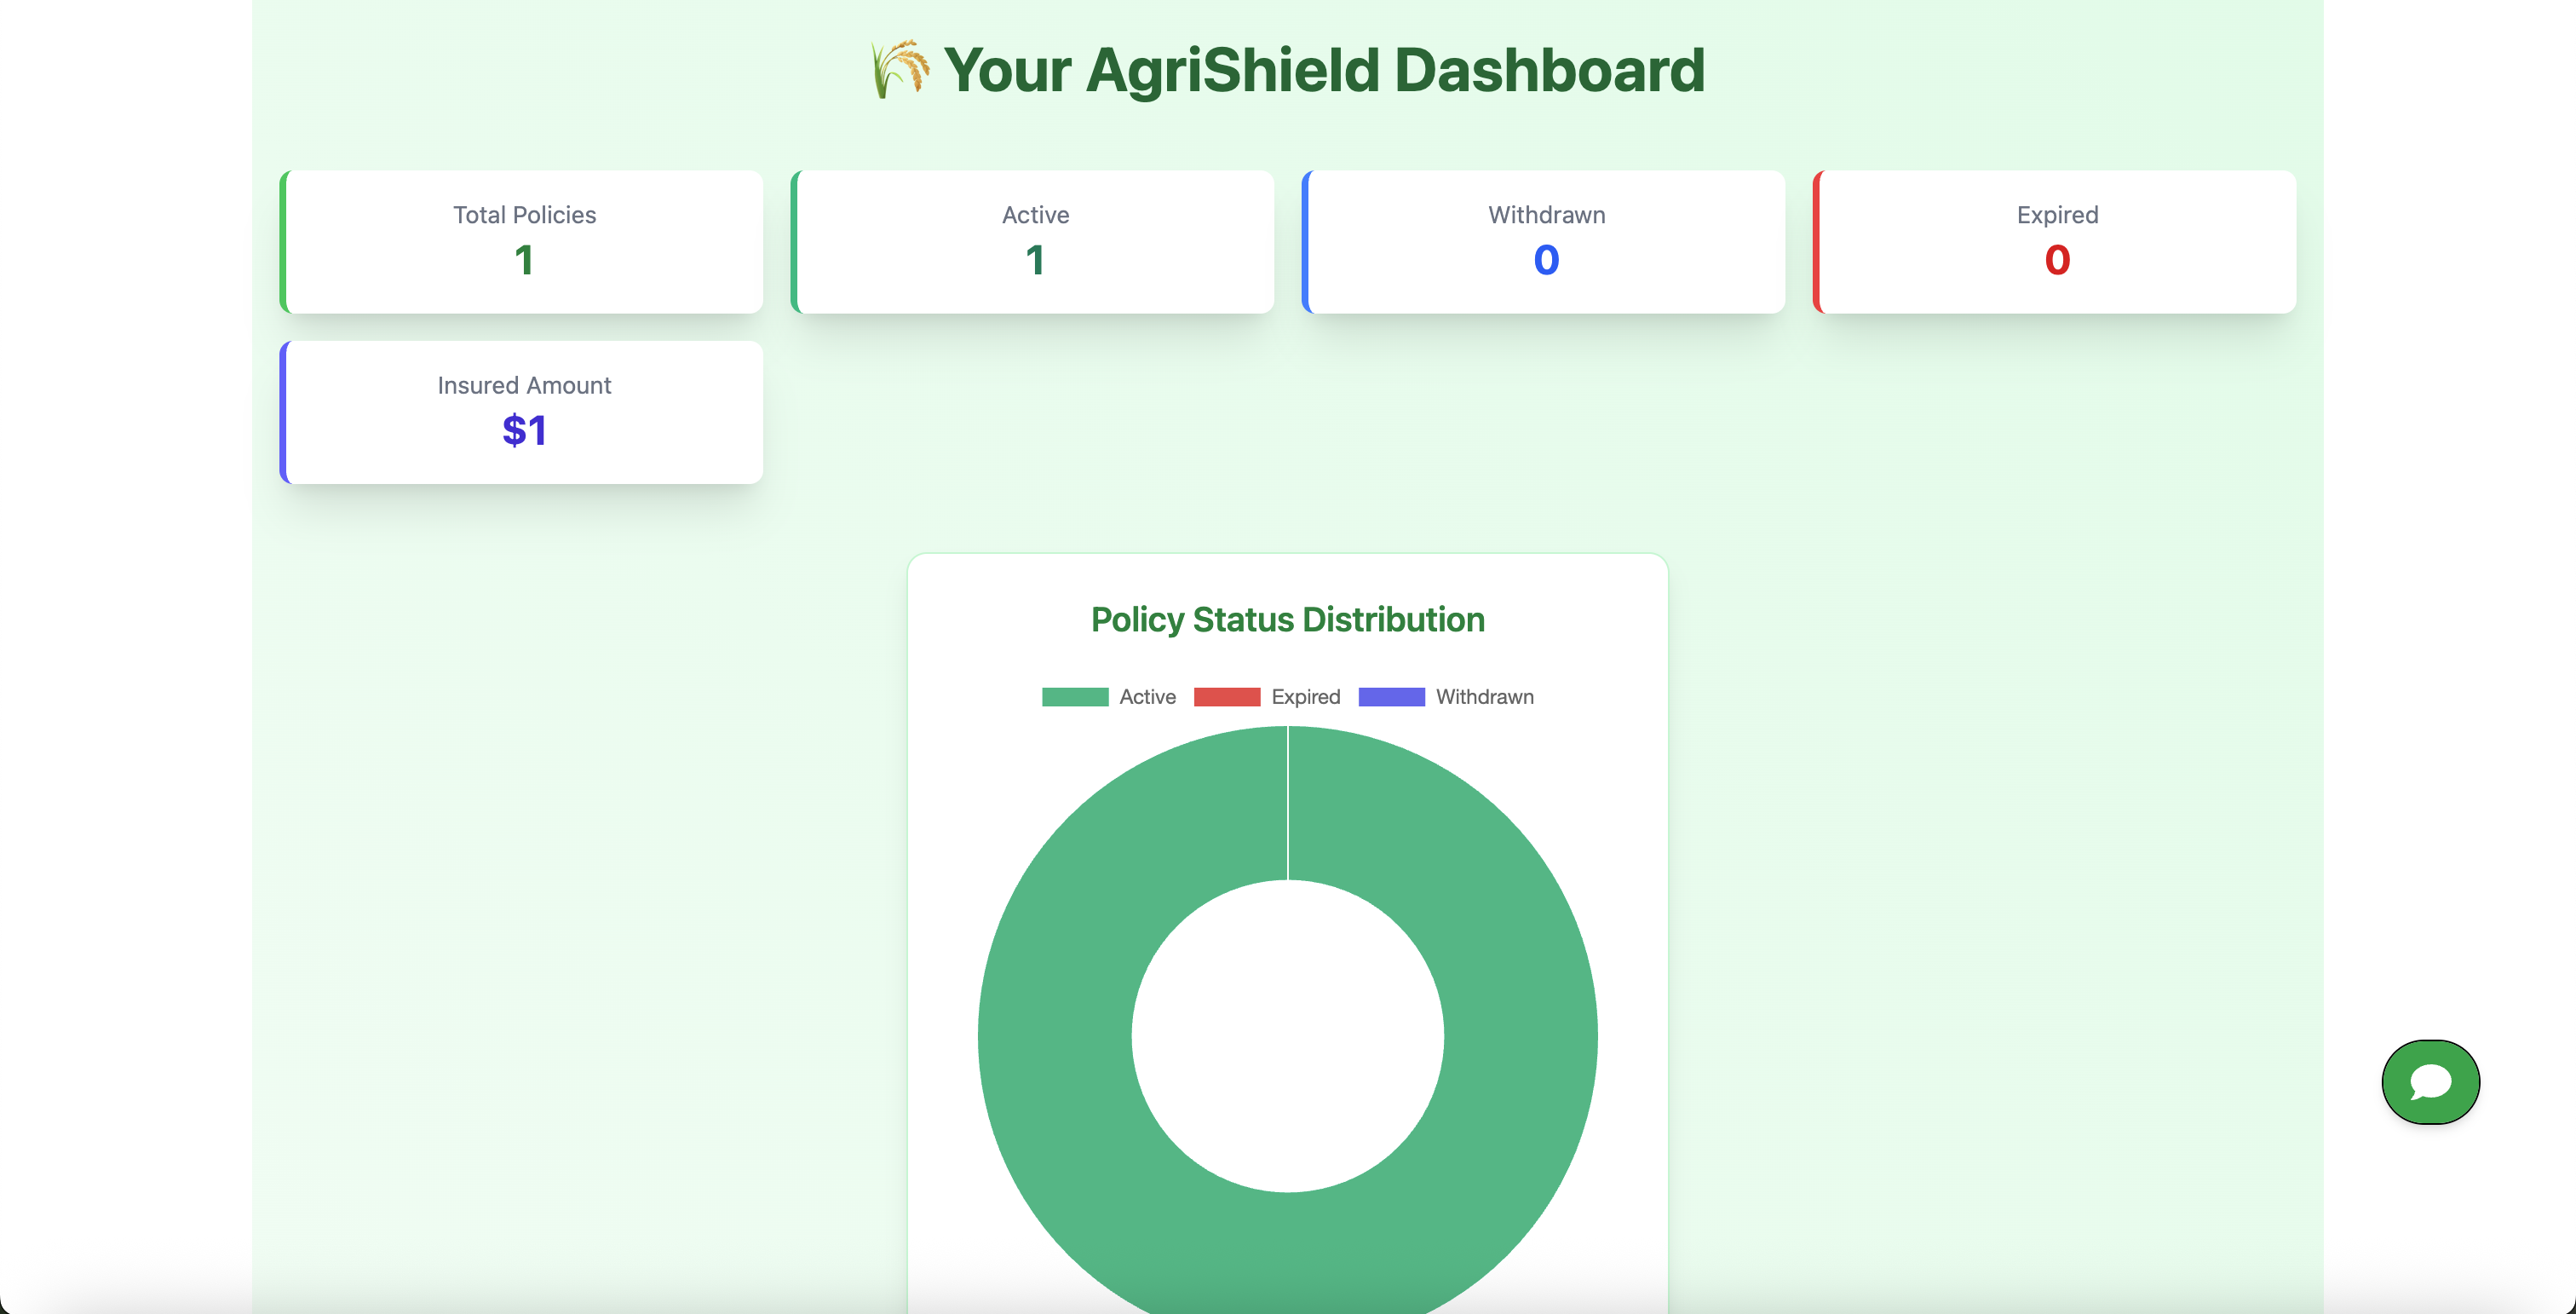 Your AgriShield Dashboard
Total Policies
1
Active
1
Withdrawn
0
Expired
0
Insured Amount
$1
Policy Status Distribution
Active Expired Withdrawn